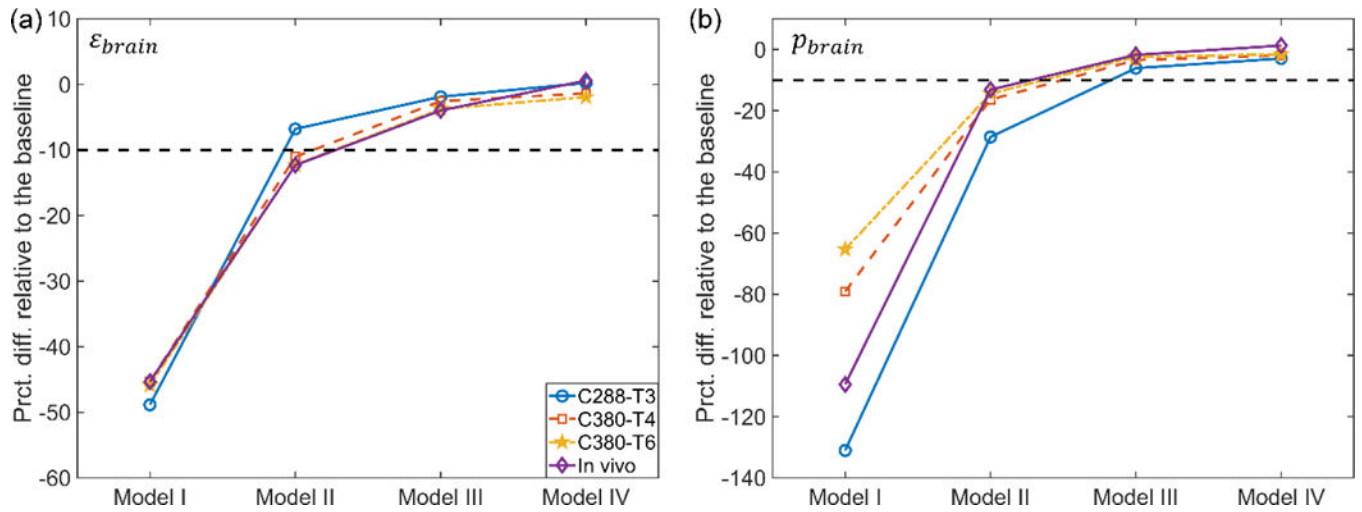 (a)
ε_brain
Prct. diff. relative to the baseline
10
0
-10
-20
-30
-40
-50
-60
Model I Model II Model III Model IV
C288-T3
C380-T4
C380-T6
In vivo
(b)
p_brain
Prct. diff. relative to the baseline
0
-20
-40
-60
-80
-100
-120
-140
Model I Model II Model III Model IV